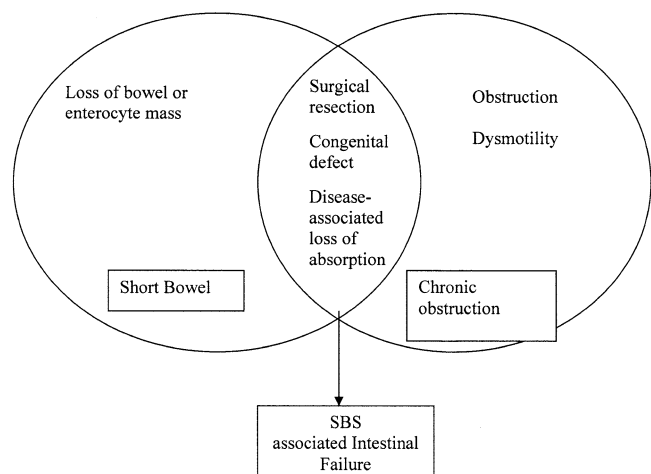 Loss of bowel or
enterocyte mass
Short Bowel
Surgical
resection
Congenital
defect
Disease-
associated
loss of
absorption
Obstruction
Dysmotility
Chronic
obstruction
SBS
associated Intestinal
Failure